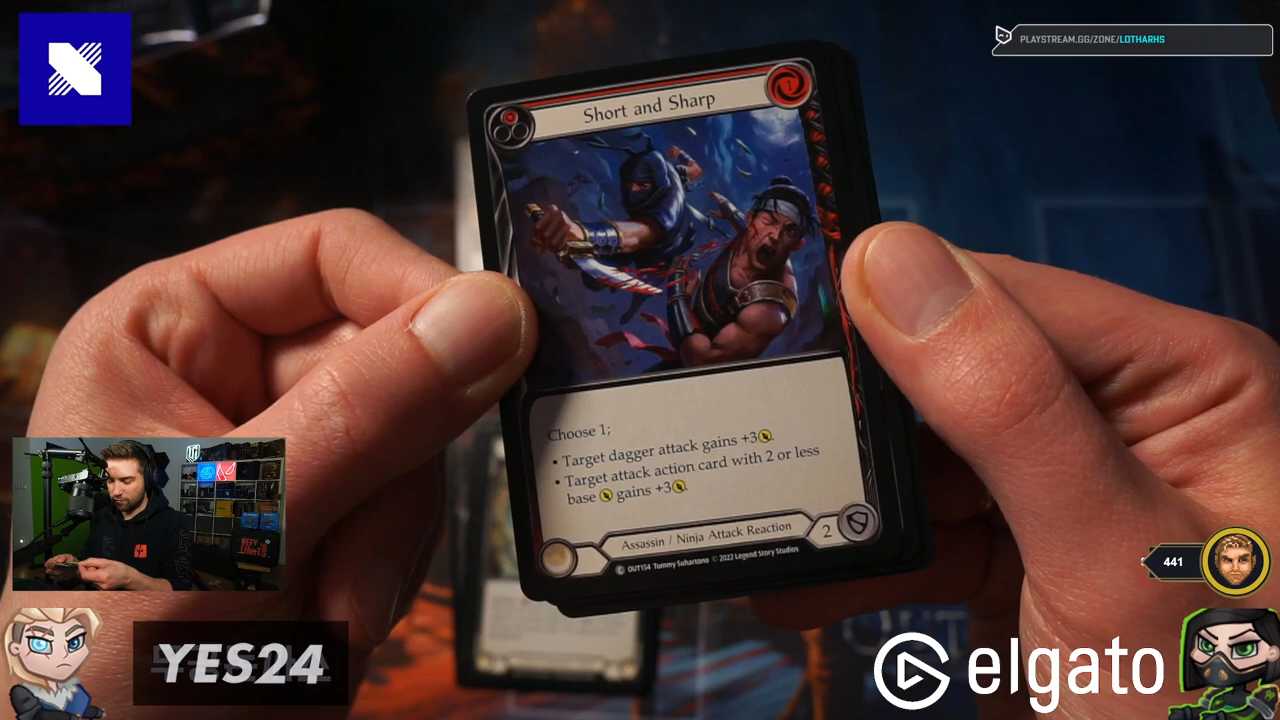 PLAYSTREAM.GG/ZONE/LOTHARHS
1
Short and Sharp
Choose 1;
• Target dagger attack gains +3.
• Target attack action card with 2 or less
base gains +3.
Assassin / Ninja Attack Reaction
2
C OUT154 Tommy Suhartono © 2022 Legend Story Studios
441
YES24
elgato